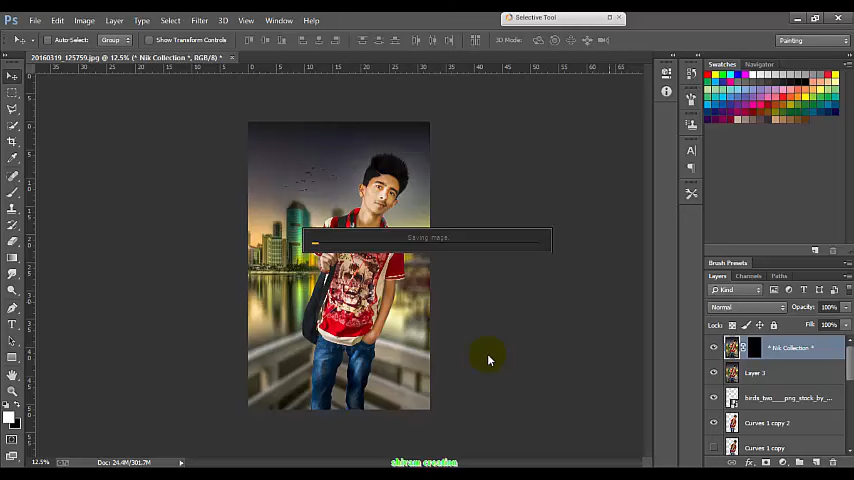 Ps File Edit Image Layer Type Select Filter 3D View Window Help
Selective Tool
Auto-Select: Group Show Transform Controls 3D Mode: Painting
20160319_125759.jpg @ 12.5% (* Nik Collection *, RGB/8) * ×
Swatches Navigator
Saving image.
Brush Presets
Layers Channels Paths
Kind
Normal Opacity: 100%
Lock: Fill: 100%
* Nik Collection *
Layer 3
birds_two___png_stock_by_...
Curves 1 copy 2
Curves 1 copy
12.5% Doc: 24.4M/301.7M
shivam creation